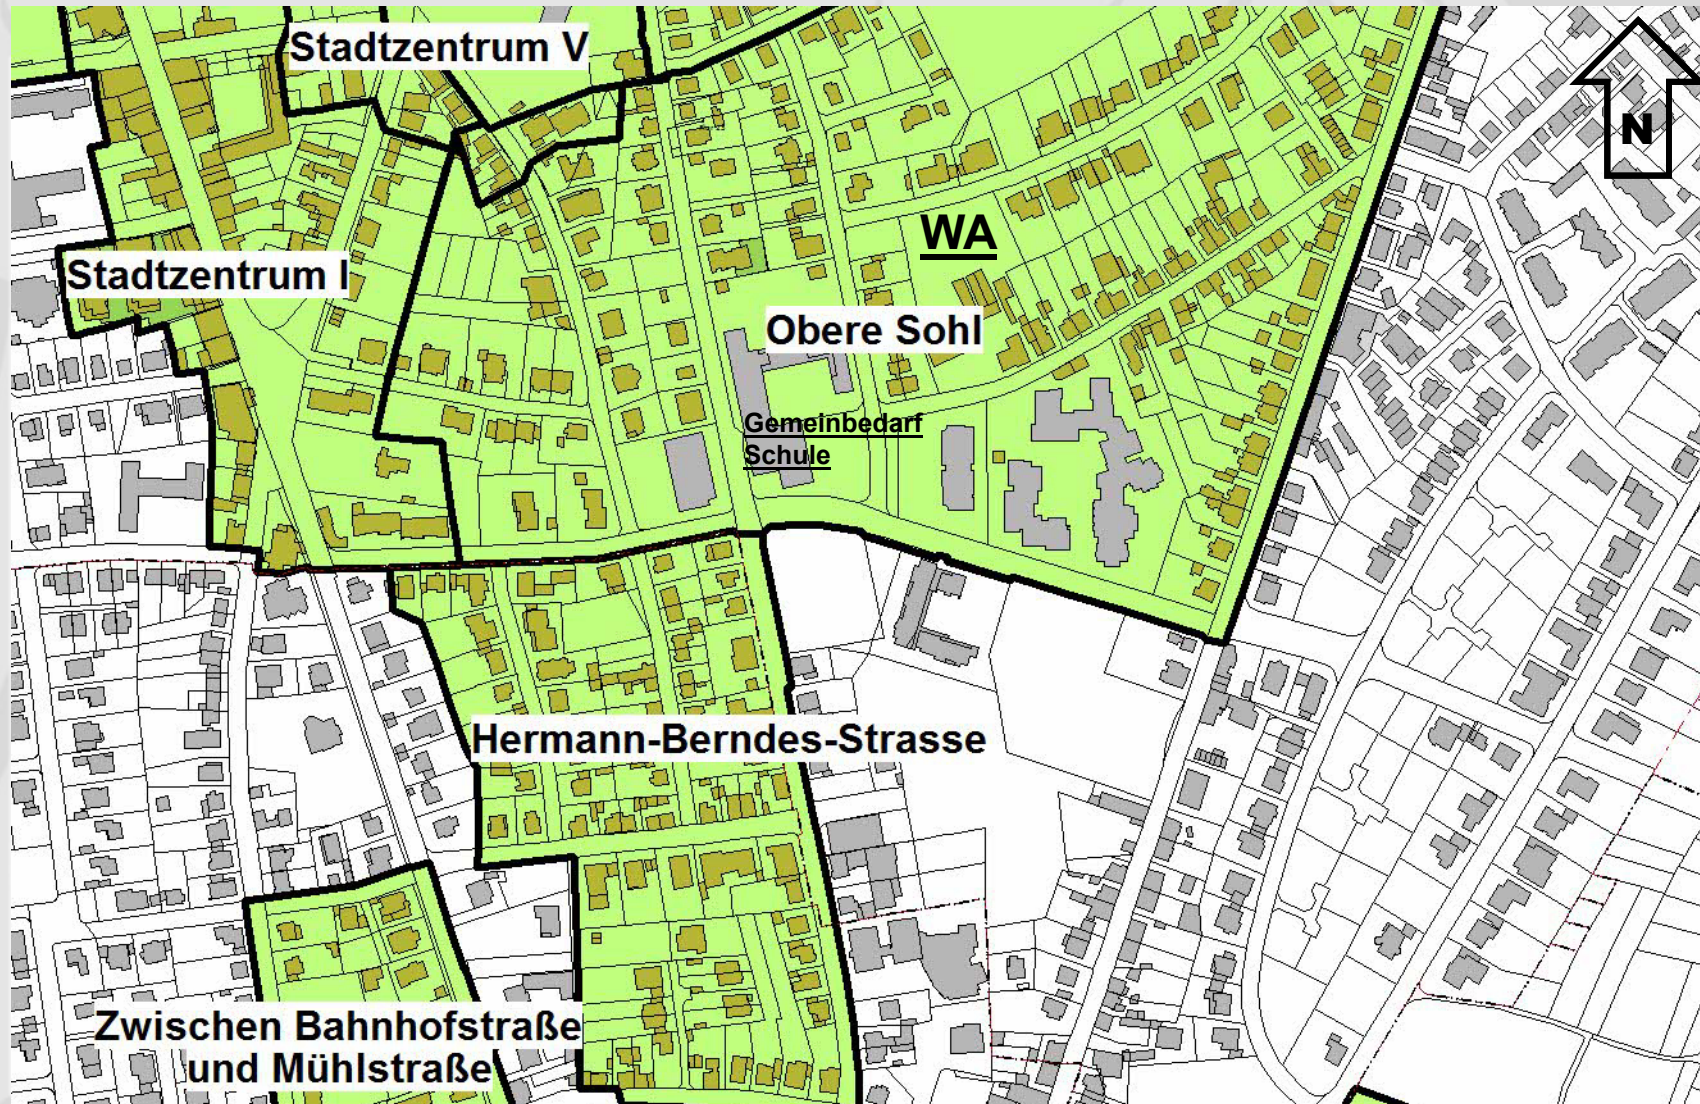 Stadtzentrum V
N
WA
Stadtzentrum I
Obere Sohl
Gemeinbedarf
Schule
Hermann-Berndes-Strasse
Zwischen Bahnhofstraße
und Mühlstraße